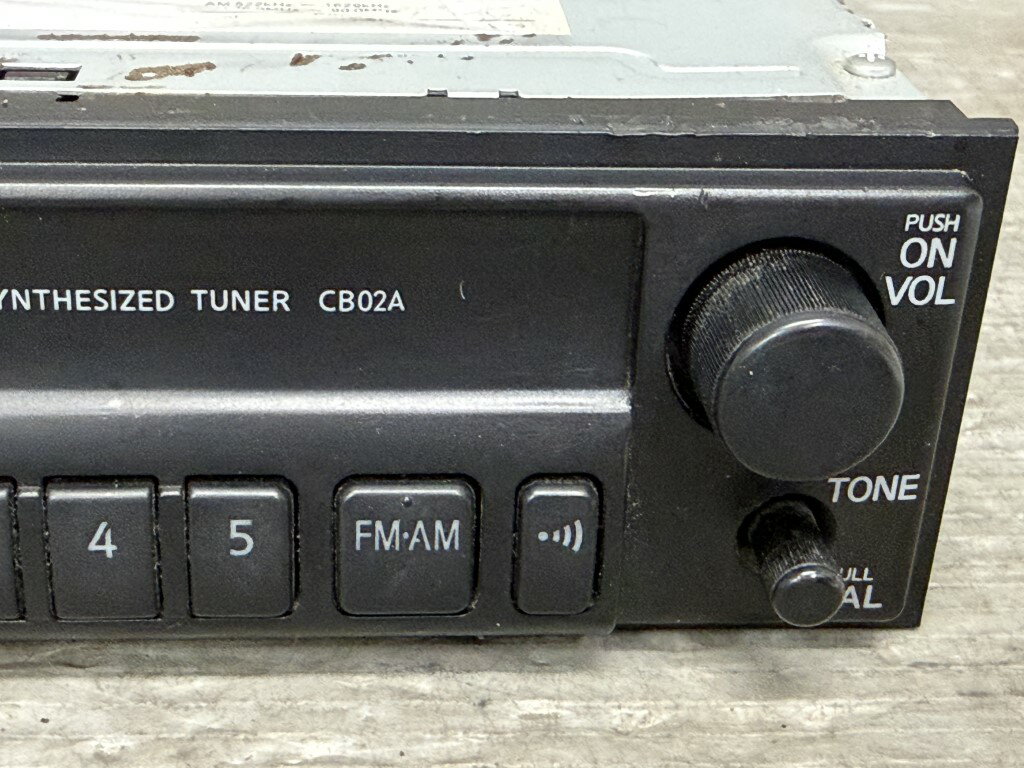 PUSH
ON
VOL
YNTHESIZED TUNER CB02A
TONE
4
5
FM·AM
ULL
AL